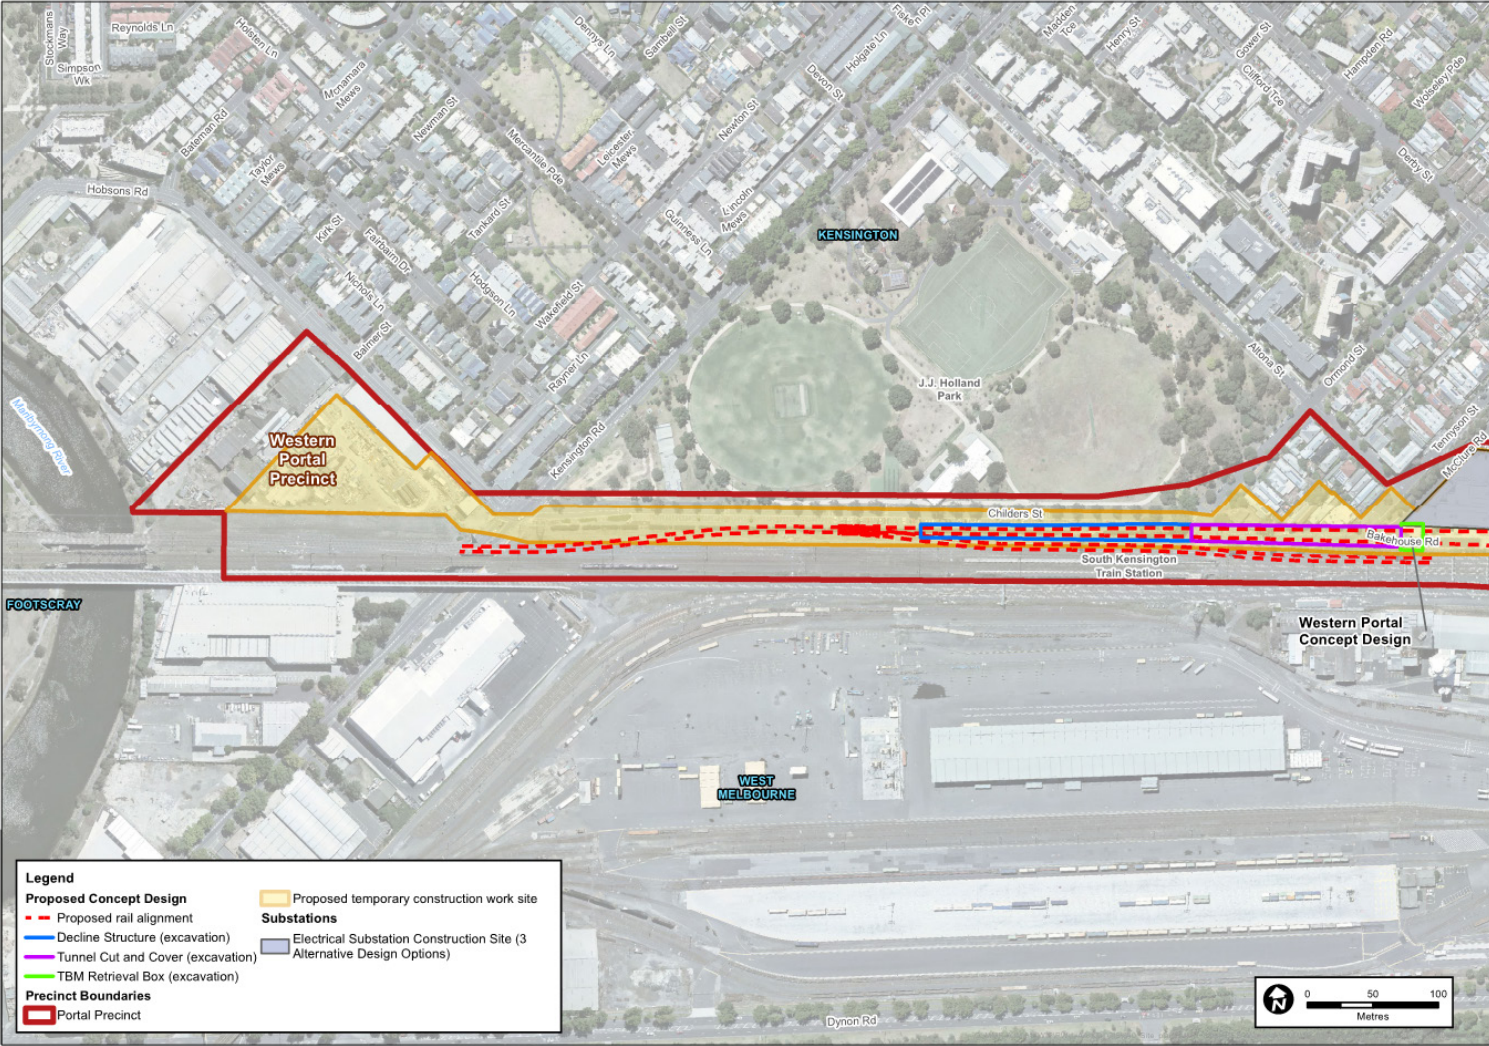 Stockmans
Way
Reynolds Ln
Simpson
Wk
Holsten Ln
Mcnamara
Mews
Bateman Rd
Taylor
Mews
Newman St
Mercantile Pde
Dennys Ln
Sambell St
Leicester
Mews
Newton St
Devon St
Holgate Ln
Fisken Pl
Madden
Tce
Henry St
Gower St
Clifford Tce
Hampden Rd
Wolseley Pde
Derby St
Hobsons Rd
Kirk St
Fairbairn Dr
Tankard St
Nichols Ln
Hodgson Ln
Balmer St
Wakefield St
Guinness Ln
Lincoln
Mews
Rayner Ln
Kensington Rd
KENSINGTON
J.J. Holland
Park
Altona St
Ormond St
Tennyson St
McClure Rd
Maribyrnong River
Western
Portal
Precinct
Childers St
Bakehouse Rd
South Kensington
Train Station
FOOTSCRAY
Western Portal
Concept Design
WEST
MELBOURNE
Dynon Rd
Legend
Proposed Concept Design
Proposed rail alignment
Decline Structure (excavation)
Tunnel Cut and Cover (excavation)
TBM Retrieval Box (excavation)
Precinct Boundaries
Portal Precinct
Proposed temporary construction work site
Substations
Electrical Substation Construction Site (3
Alternative Design Options)
N
0 50 100
Metres